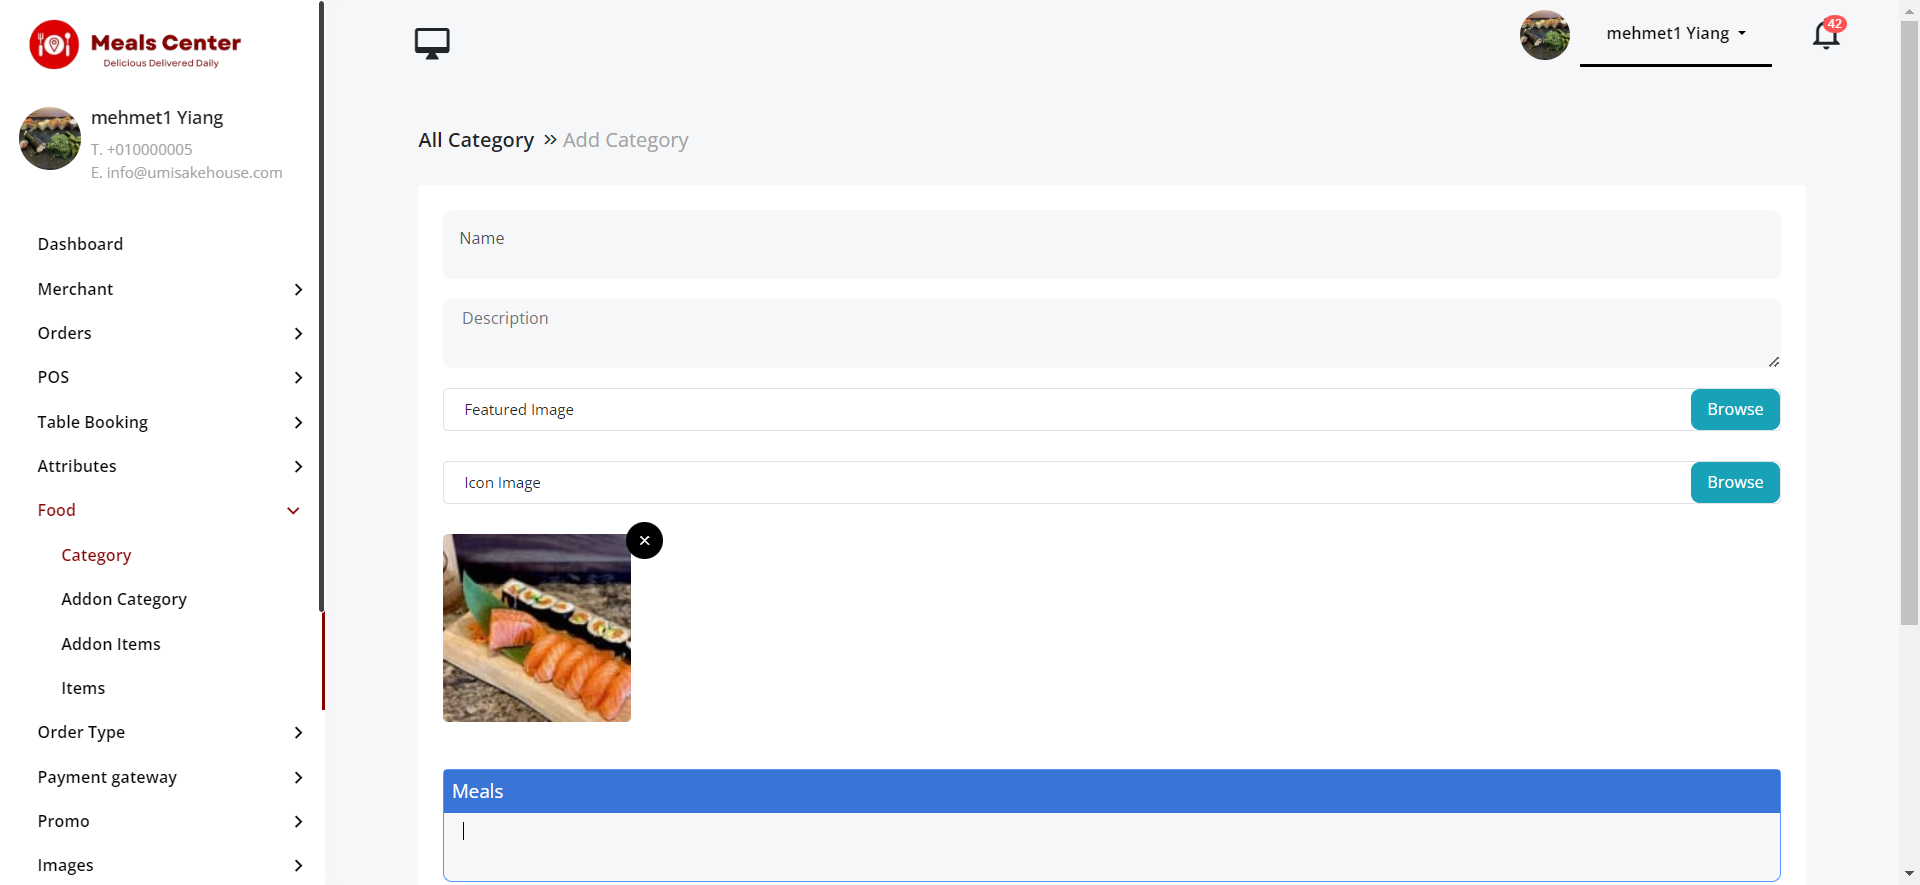 Meals Center
Delicious Delivered Daily
mehmet1 Yiang
T. +010000005
E. info@umisakehouse.com
Dashboard
Merchant
Orders
POS
Table Booking
Attributes
Food
Category
Addon Category
Addon Items
Items
Order Type
Payment gateway
Promo
Images
mehmet1 Yiang
42
All Category » Add Category
Name
Description
Featured Image
Browse
Icon Image
Browse
Meals